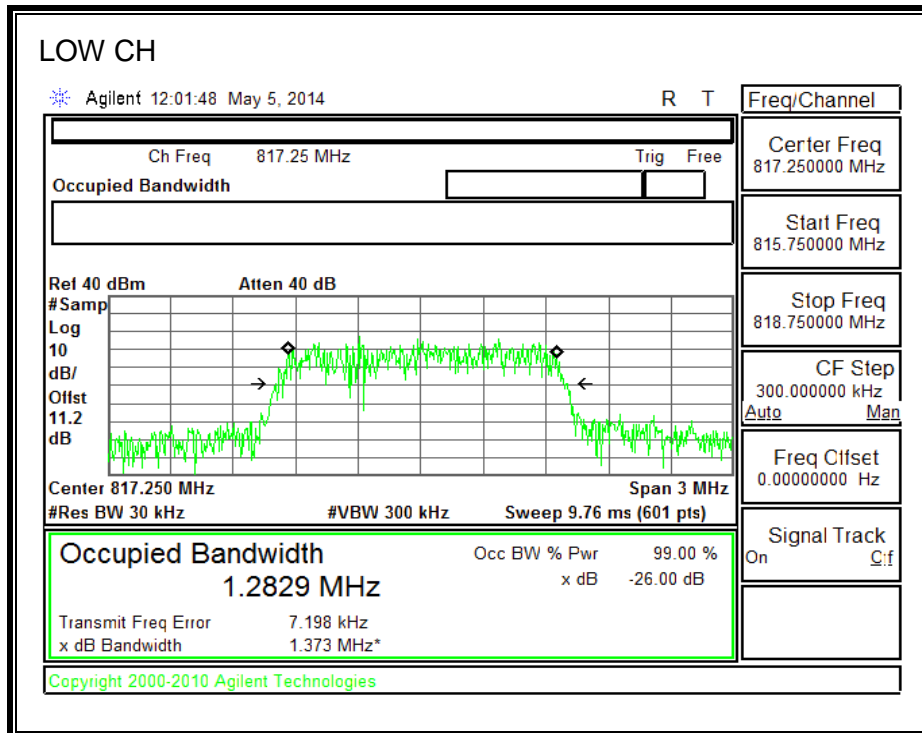 LOW CH
Agilent 12:01:48 May 5, 2014 R T
Freq/Channel
Ch Freq 817.25 MHz Trig Free
Occupied Bandwidth
Center Freq
817.250000 MHz
Start Freq
815.750000 MHz
Stop Freq
818.750000 MHz
CF Step
300.000000 kHz
Auto Man
Freq Offset
0.00000000 Hz
Signal Track
On Off
Ref 40 dBm Atten 40 dB
#Samp
Log
10
dB/
Offst
11.2
dB
Center 817.250 MHz Span 3 MHz
#Res BW 30 kHz #VBW 300 kHz Sweep 9.76 ms (601 pts)
Occupied Bandwidth
1.2829 MHz
Occ BW % Pwr 99.00 %
x dB -26.00 dB
Transmit Freq Error 7.198 kHz
x dB Bandwidth 1.373 MHz*
Copyright 2000-2010 Agilent Technologies